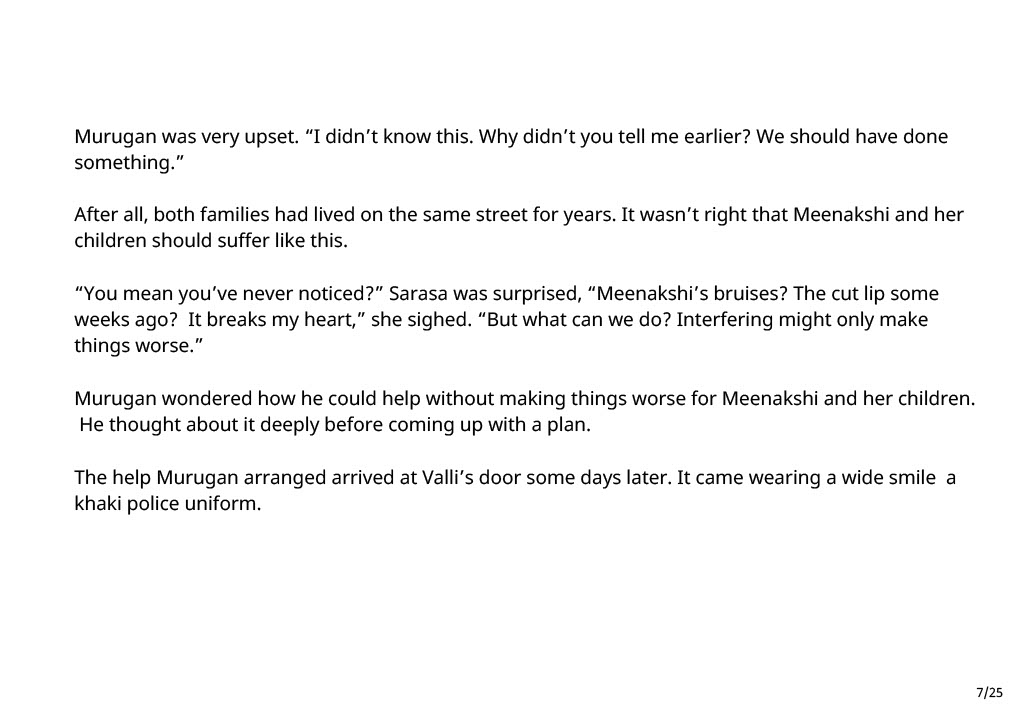 Murugan was very upset. “I didn’t know this. Why didn’t you tell me earlier? We should have done
something.”
After all, both families had lived on the same street for years. It wasn’t right that Meenakshi and her
children should suffer like this.
“You mean you’ve never noticed?” Sarasa was surprised, “Meenakshi’s bruises? The cut lip some
weeks ago?  It breaks my heart,” she sighed. “But what can we do? Interfering might only make
things worse.”
Murugan wondered how he could help without making things worse for Meenakshi and her children.
 He thought about it deeply before coming up with a plan.
The help Murugan arranged arrived at Valli’s door some days later. It came wearing a wide smile  a
khaki police uniform.
7/25